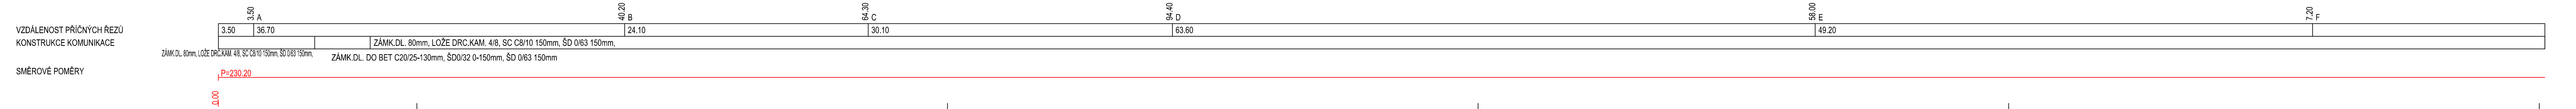 3.50 A 40.20 B 64.30 C 94.40 D 58.00 E 7.20 F
VZDÁLENOST PŘÍČNÝCH ŘEZŮ 3.50 36.70 24.10 30.10 63.60 49.20
KONSTRUKCE KOMUNIKACE ZÁMK.DL. 80mm, LOŽE DRC.KAM. 4/8, SC C8/10 150mm, ŠD 0/63 150mm,
ZÁMK.DL. 80mm, LOŽE DRC.KAM. 4/8, SC C8/10 150mm, ŠD 0/63 150mm,
ZÁMK.DL. DO BET C20/25-130mm, ŠD0/32 0-150mm, ŠD 0/63 150mm
SMĚROVÉ POMĚRY P=230.20
0.00